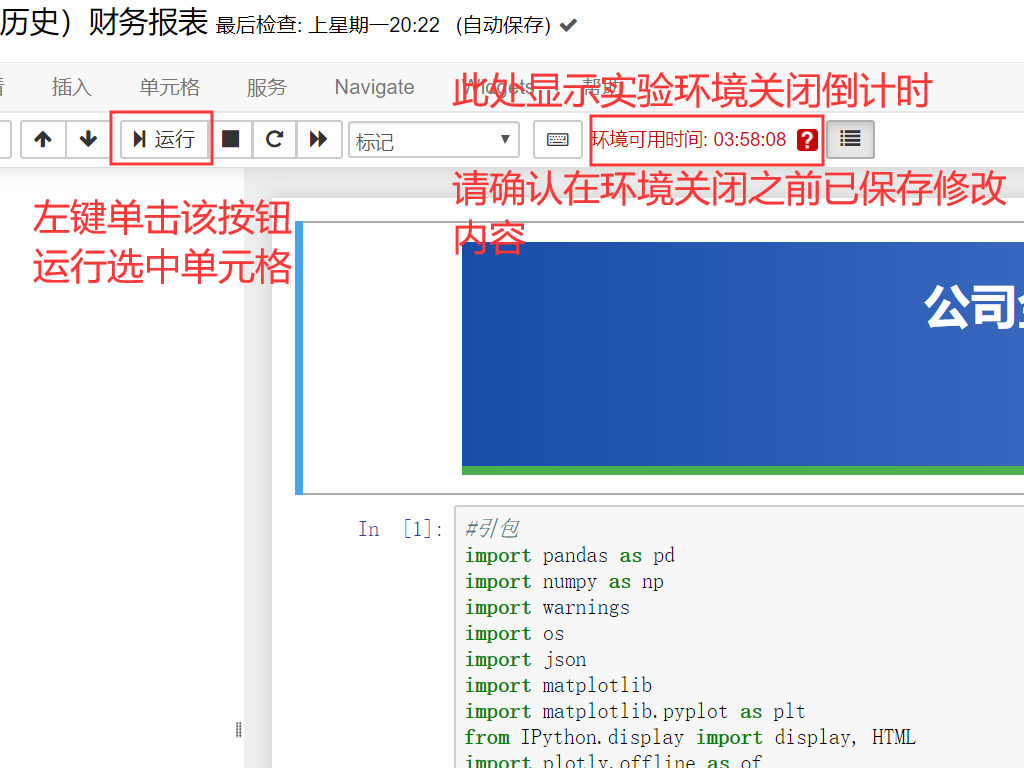 历史）财务报表 最后检查: 上星期一20:22 (自动保存)
插入 单元格 服务 Navigate Widgets 帮助
此处显示实验环境关闭倒计时
运行 标记 环境可用时间: 03:58:08 ?
请确认在环境关闭之前已保存修改
内容
左键单击该按钮
运行选中单元格
公司
In [1]:
#引包
import pandas as pd
import numpy as np
import warnings
import os
import json
import matplotlib
import matplotlib.pyplot as plt
from IPython.display import display, HTML
import plotly.offline as of